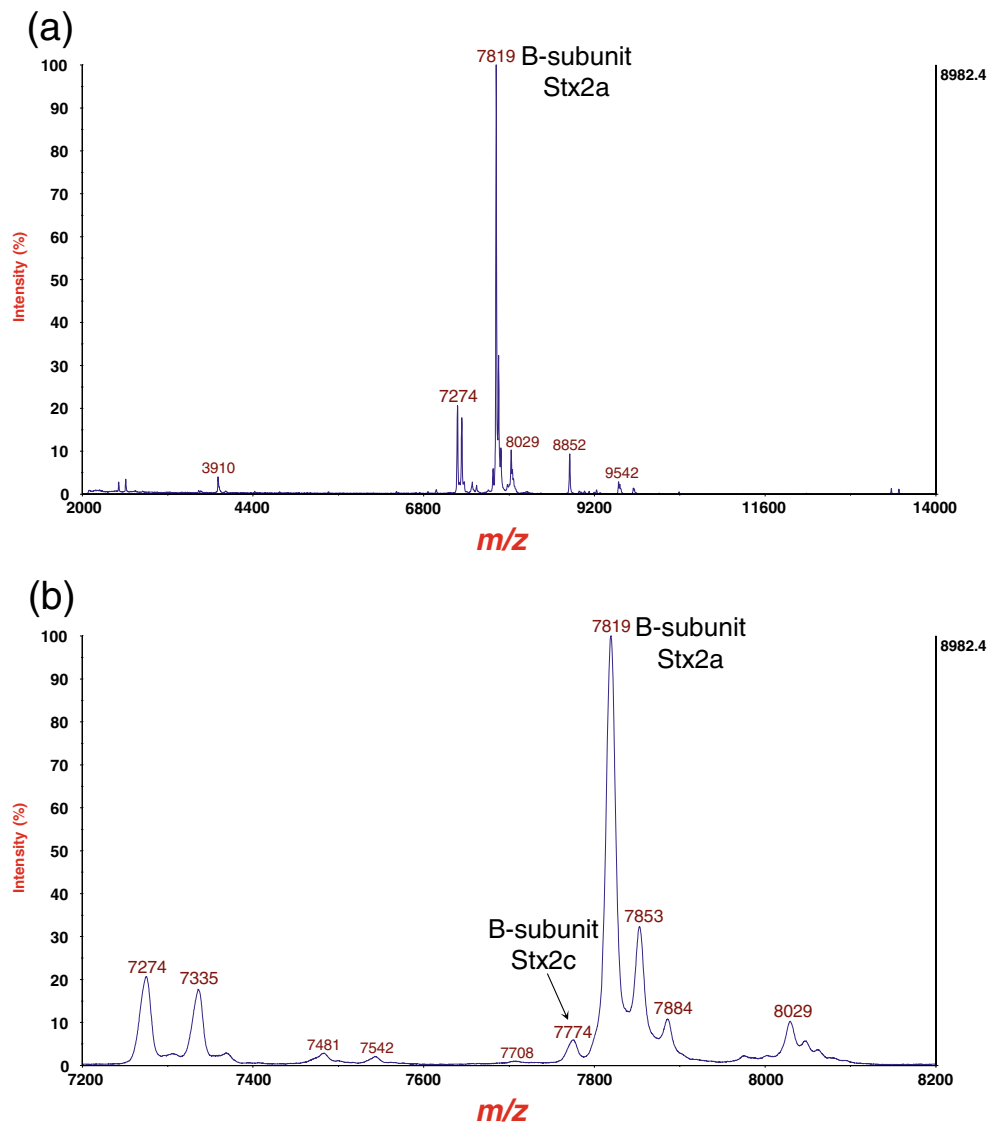 (a)
7819 B-subunit
Stx2a
8982.4
100
90
80
70
60
50
40
30
20
10
0
Intensity (%)
3910
7274
8029
8852
9542
2000 4400 6800 9200 11600 14000
m/z
(b)
7819 B-subunit
Stx2a
8982.4
100
90
80
70
60
50
40
30
20
10
0
Intensity (%)
B-subunit
Stx2c
7274
7335
7481
7542
7708
7774
7853
7884
8029
7200 7400 7600 7800 8000 8200
m/z